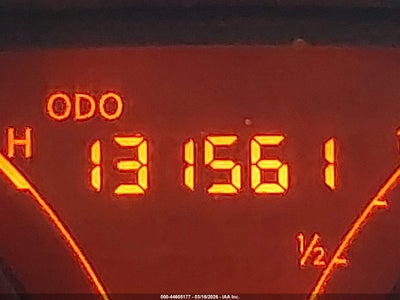 ODO
H
131561
1/2
000-44605177 - 03/18/2026 - IAA Inc.